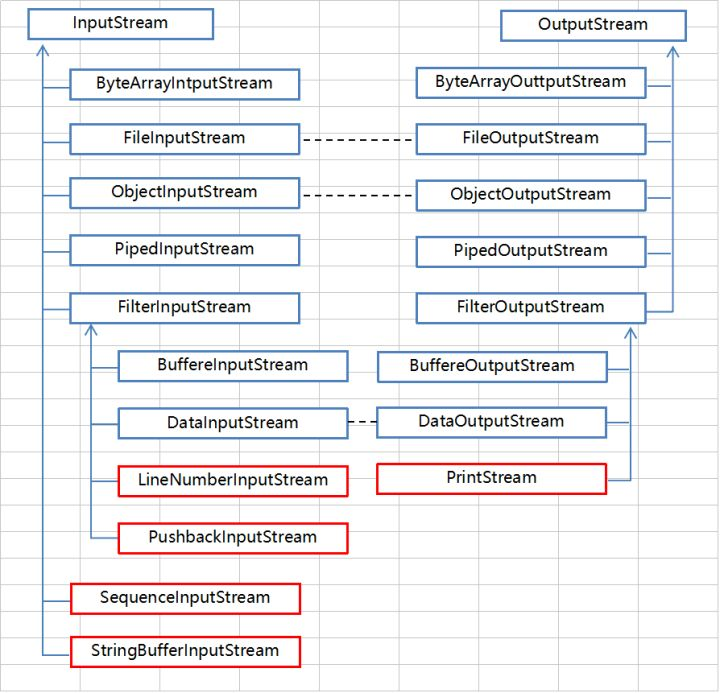 InputStream
OutputStream
ByteArrayIntputStream
ByteArrayOuttputStream
FileInputStream
FileOutputStream
ObjectInputStream
ObjectOutputStream
PipedInputStream
PipedOutputStream
FilterInputStream
FilterOutputStream
BuffereInputStream
BuffereOutputStream
DataInputStream
DataOutputStream
LineNumberInputStream
PrintStream
PushbackInputStream
SequenceInputStream
StringBufferInputStream